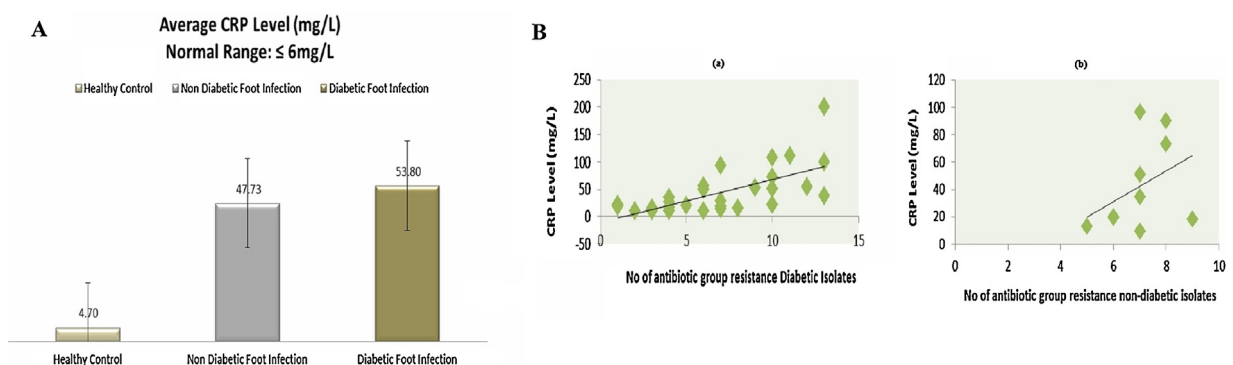 A
Average CRP Level (mg/L)
Normal Range: ≤ 6mg/L
Healthy Control
Non Diabetic Foot Infection
Diabetic Foot Infection
4.70
47.73
53.80
Healthy Control
Non Diabetic Foot Infection
Diabetic Foot Infection
B
(a)
CRP Level (mg/L)
250
200
150
100
50
0
-50
0
5
10
15
No of antibiotic group resistance Diabetic Isolates
(b)
CRP Level (mg/L)
120
100
80
60
40
20
0
0
2
4
6
8
10
No of antibiotic group resistance non-diabetic isolates